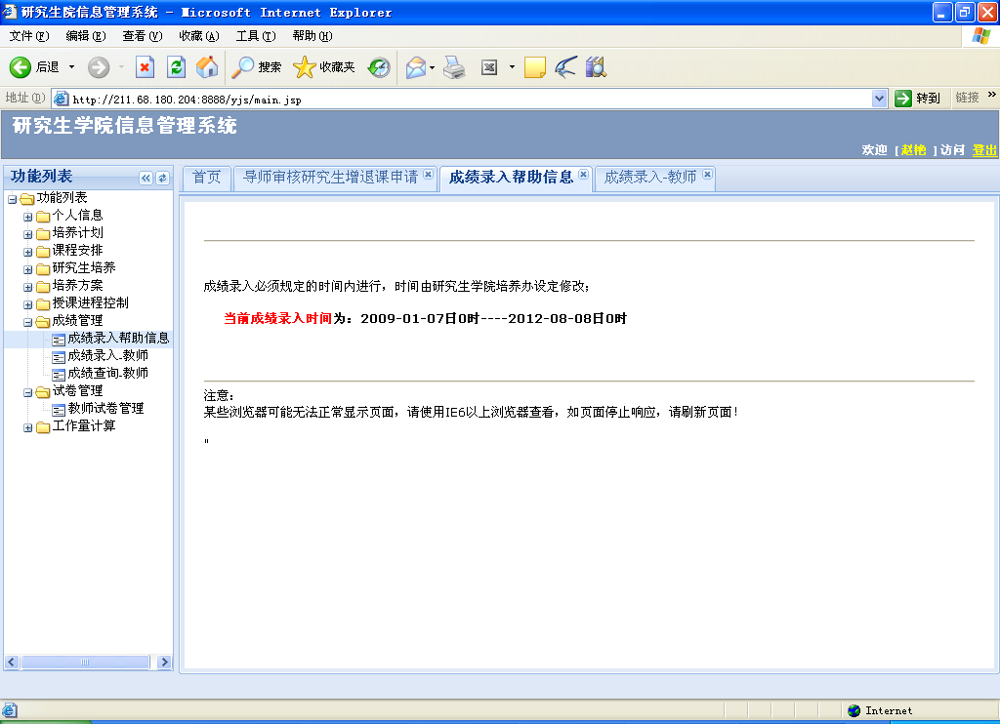 研究生院信息管理系统 - Microsoft Internet Explorer
文件(F) 编辑(E) 查看(V) 收藏(A) 工具(T) 帮助(H)
后退 搜索 收藏夹
地址(D) http://211.68.180.204:8888/yjs/main.jsp 转到 链接 »
研究生学院信息管理系统
欢迎 [赵艳 ]访问 登出
功能列表
首页 导师审核研究生增退课申请 成绩录入帮助信息 成绩录入-教师
功能列表
个人信息
培养计划
课程安排
研究生培养
培养方案
授课进程控制
成绩管理
成绩录入帮助信息
成绩录入-教师
成绩查询-教师
试卷管理
教师试卷管理
工作量计算
成绩录入必须规定的时间内进行，时间由研究生学院培养办设定修改；
当前成绩录入时间为：2009-01-07日0时----2012-08-08日0时
注意：
某些浏览器可能无法正常显示页面，请使用IE6以上浏览器查看，如页面停止响应，请刷新页面！
"
Internet